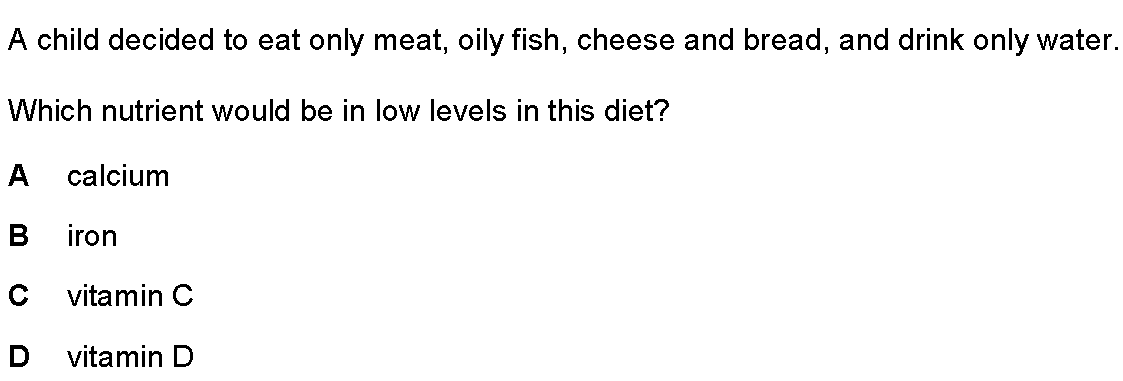 A child decided to eat only meat, oily fish, cheese and bread, and drink only water.
Which nutrient would be in low levels in this diet?
A calcium
B iron
C vitamin C
D vitamin D